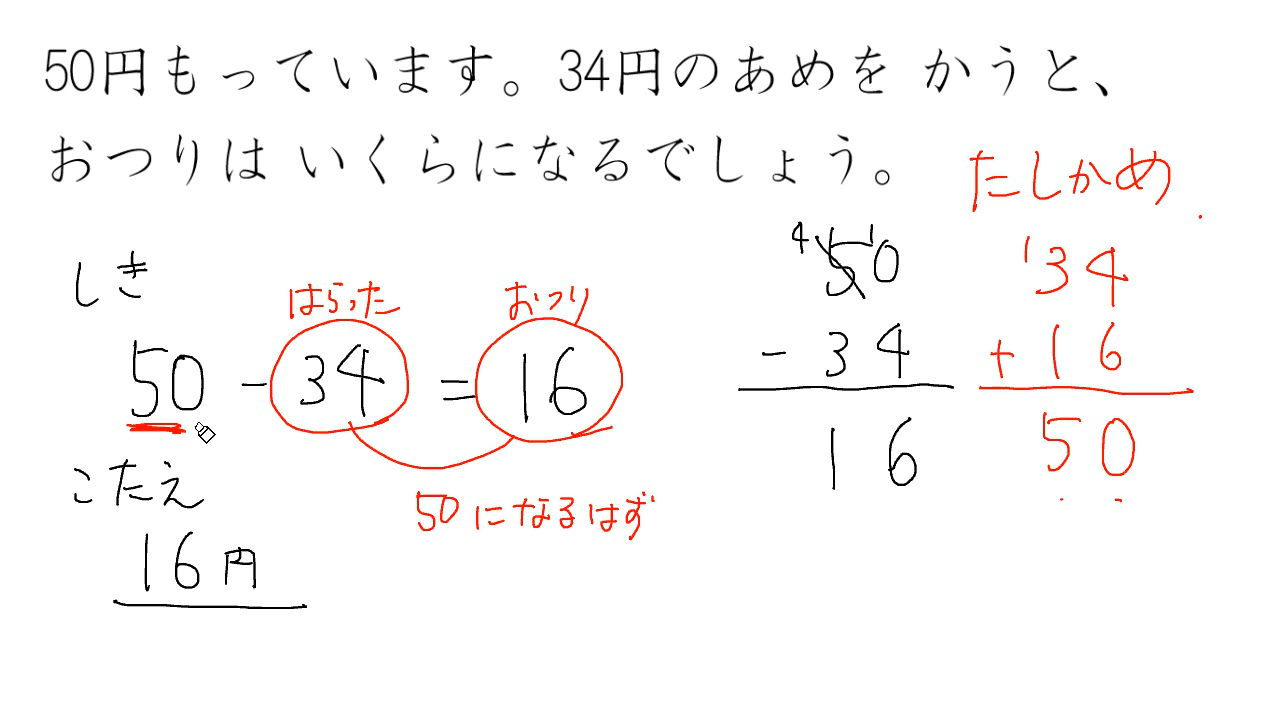 50円もっています。34円のあめを かうと、
おつりは いくらになるでしょう。
たしかめ
しき
はらった
おつり
50 - 34 = 16
50になるはず
こたえ
16円
4 50 1
- 34
16
1 34
+ 16
50